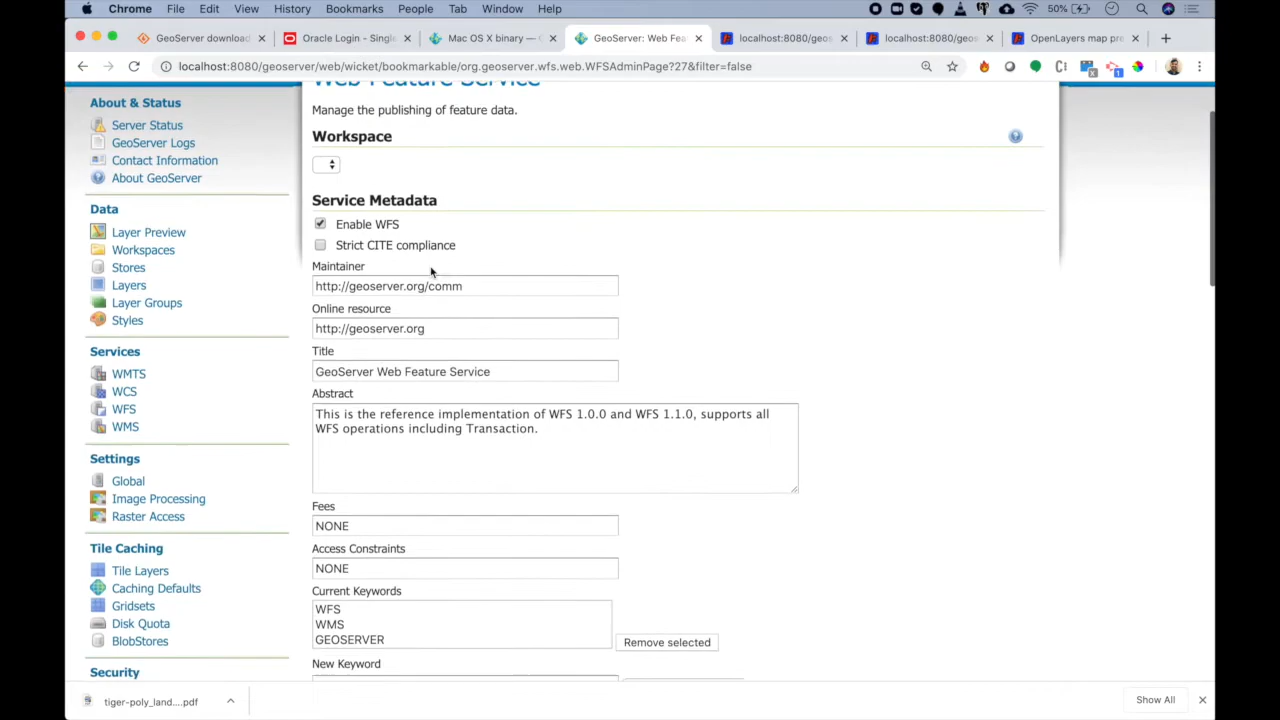 Chrome File Edit View History Bookmarks People Tab Window Help 50%
GeoServer download
Oracle Login - Single
Mac OS X binary —
GeoServer: Web Fea
localhost:8080/geos
localhost:8080/geos
OpenLayers map pre
localhost:8080/geoserver/web/wicket/bookmarkable/org.geoserver.wfs.web.WFSAdminPage?27&filter=false
About & Status
Server Status
GeoServer Logs
Contact Information
About GeoServer
Data
Layer Preview
Workspaces
Stores
Layers
Layer Groups
Styles
Services
WMTS
WCS
WFS
WMS
Settings
Global
Image Processing
Raster Access
Tile Caching
Tile Layers
Caching Defaults
Gridsets
Disk Quota
BlobStores
Security
Web Feature Service
Manage the publishing of feature data.
Workspace
Service Metadata
Enable WFS
Strict CITE compliance
Maintainer
http://geoserver.org/comm
Online resource
http://geoserver.org
Title
GeoServer Web Feature Service
Abstract
This is the reference implementation of WFS 1.0.0 and WFS 1.1.0, supports all
WFS operations including Transaction.
Fees
NONE
Access Constraints
NONE
Current Keywords
WFS
WMS
GEOSERVER
Remove selected
New Keyword
tiger-poly_land....pdf
Show All